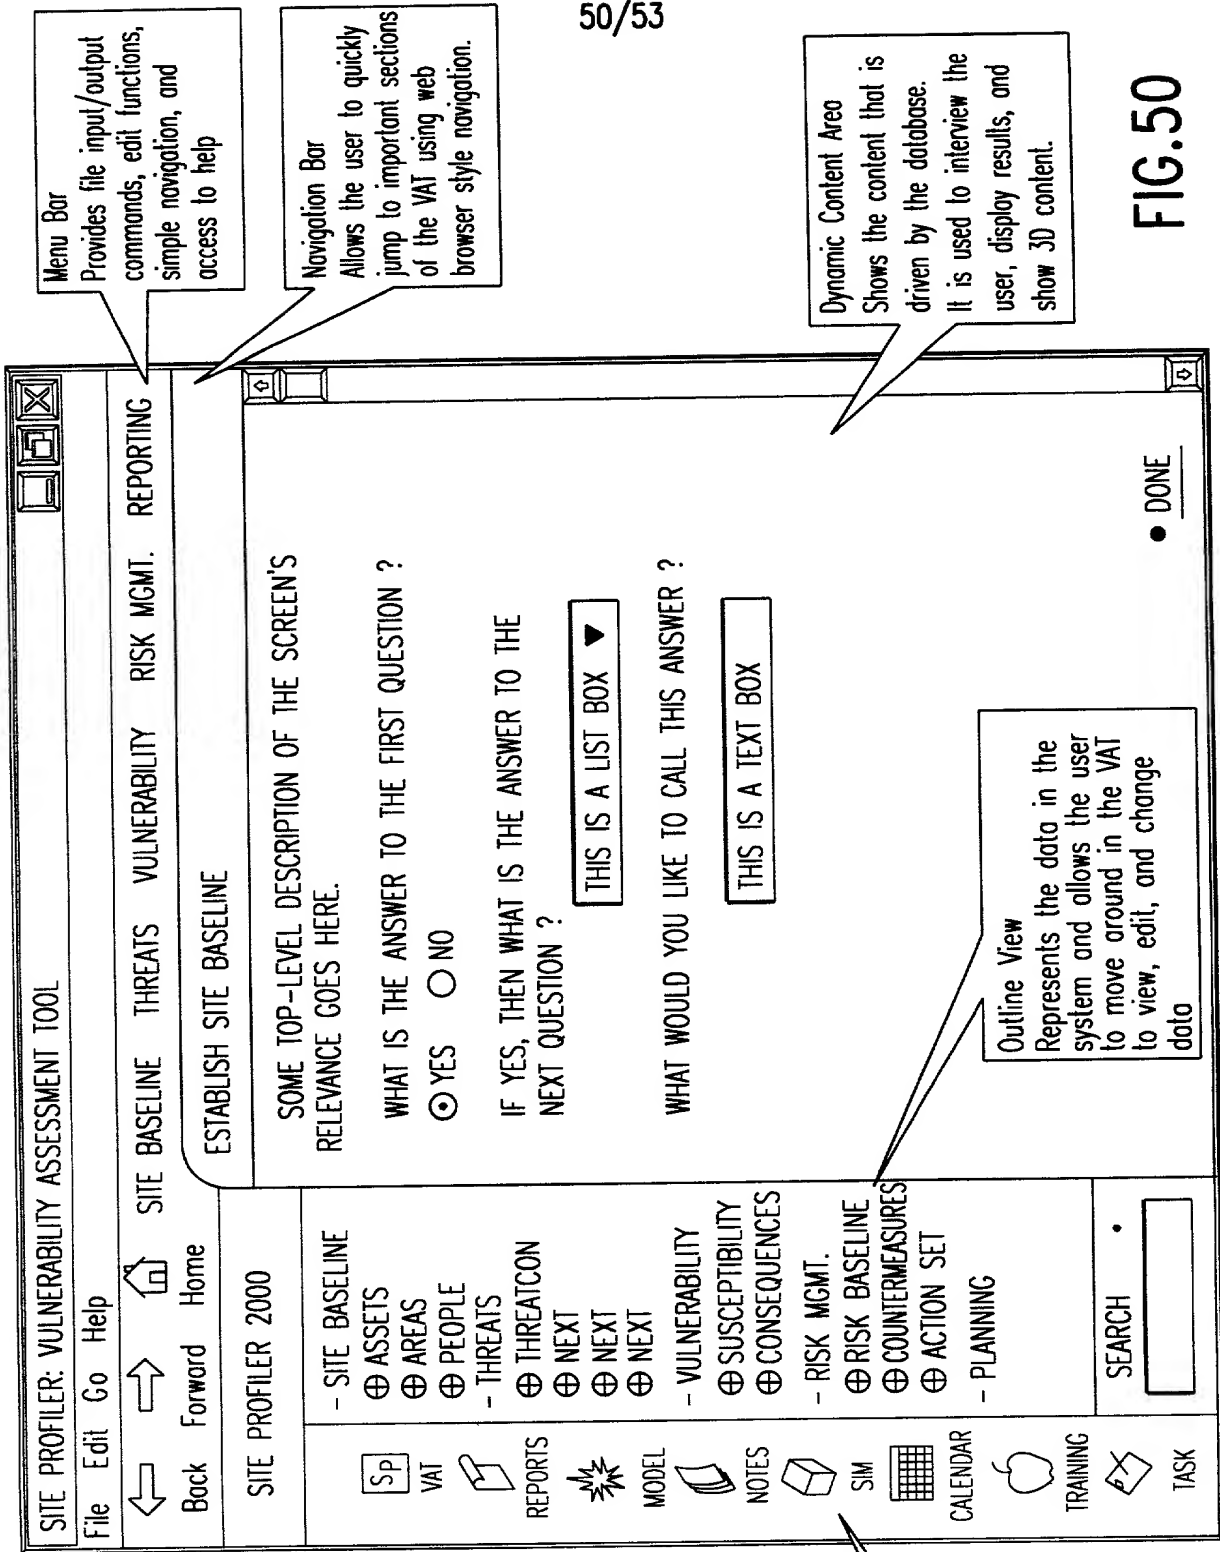 50/53
SITE PROFILER: VULNERABILITY ASSESSMENT TOOL
File Edit Go Help
Back Forward Home
SITE BASELINE THREATS VULNERABILITY RISK MGMT. REPORTING
SITE PROFILER 2000
ESTABLISH SITE BASELINE
SP
VAT
REPORTS
MODEL
NOTES
SIM
CALENDAR
TRAINING
TASK
- SITE BASELINE
⊕ ASSETS
⊕ AREAS
⊕ PEOPLE
- THREATS
⊕ THREATCON
⊕ NEXT
⊕ NEXT
⊕ NEXT
- VULNERABILITY
⊕ SUSCEPTIBILITY
⊕ CONSEQUENCES
- RISK MGMT.
⊕ RISK BASELINE
⊕ COUNTERMEASURES
⊕ ACTION SET
- PLANNING
SEARCH •
SOME TOP-LEVEL DESCRIPTION OF THE SCREEN'S
RELEVANCE GOES HERE.
WHAT IS THE ANSWER TO THE FIRST QUESTION ?
YES NO
IF YES, THEN WHAT IS THE ANSWER TO THE
NEXT QUESTION ?
THIS IS A LIST BOX ▼
WHAT WOULD YOU LIKE TO CALL THIS ANSWER ?
THIS IS A TEXT BOX
• DONE
Menu Bar
Provides file input/output
commands, edit functions,
simple navigation, and
access to help
Navigation Bar
Allows the user to quickly
jump to important sections
of the VAT using web
browser style navigation.
Dynamic Content Area
Shows the content that is
driven by the database.
It is used to interview the
user, display results, and
show 3D content.
Outline View
Represents the data in the
system and allows the user
to move around in the VAT
to view, edit, and change
data
FIG.50